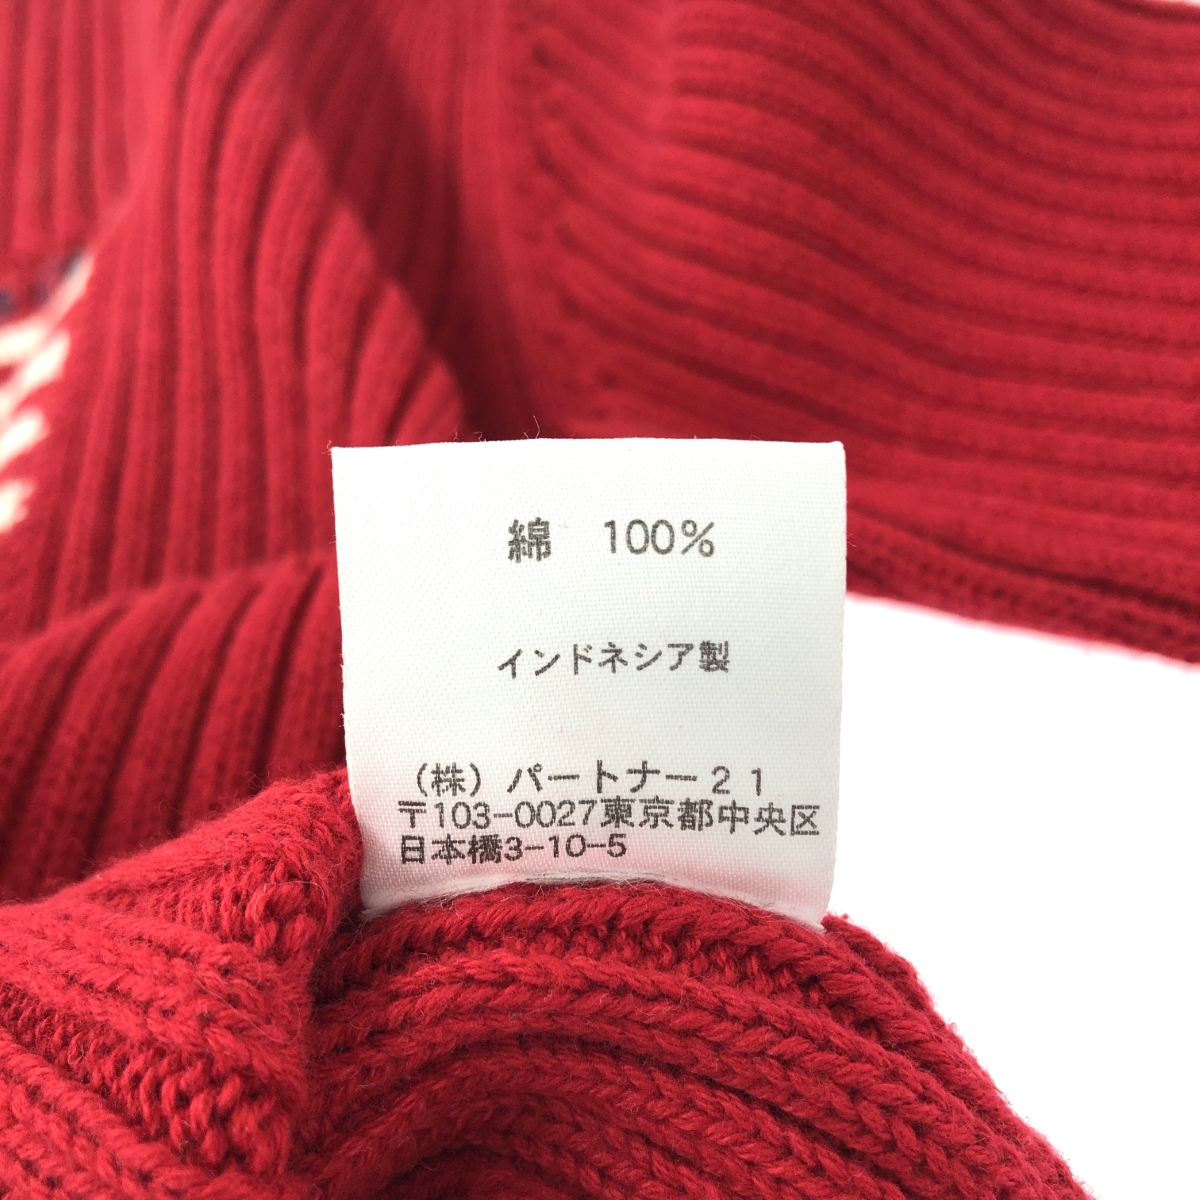 綿　100%
インドネシア製
（株）パートナー２１
〒103-0027東京都中央区
日本橋3-10-5